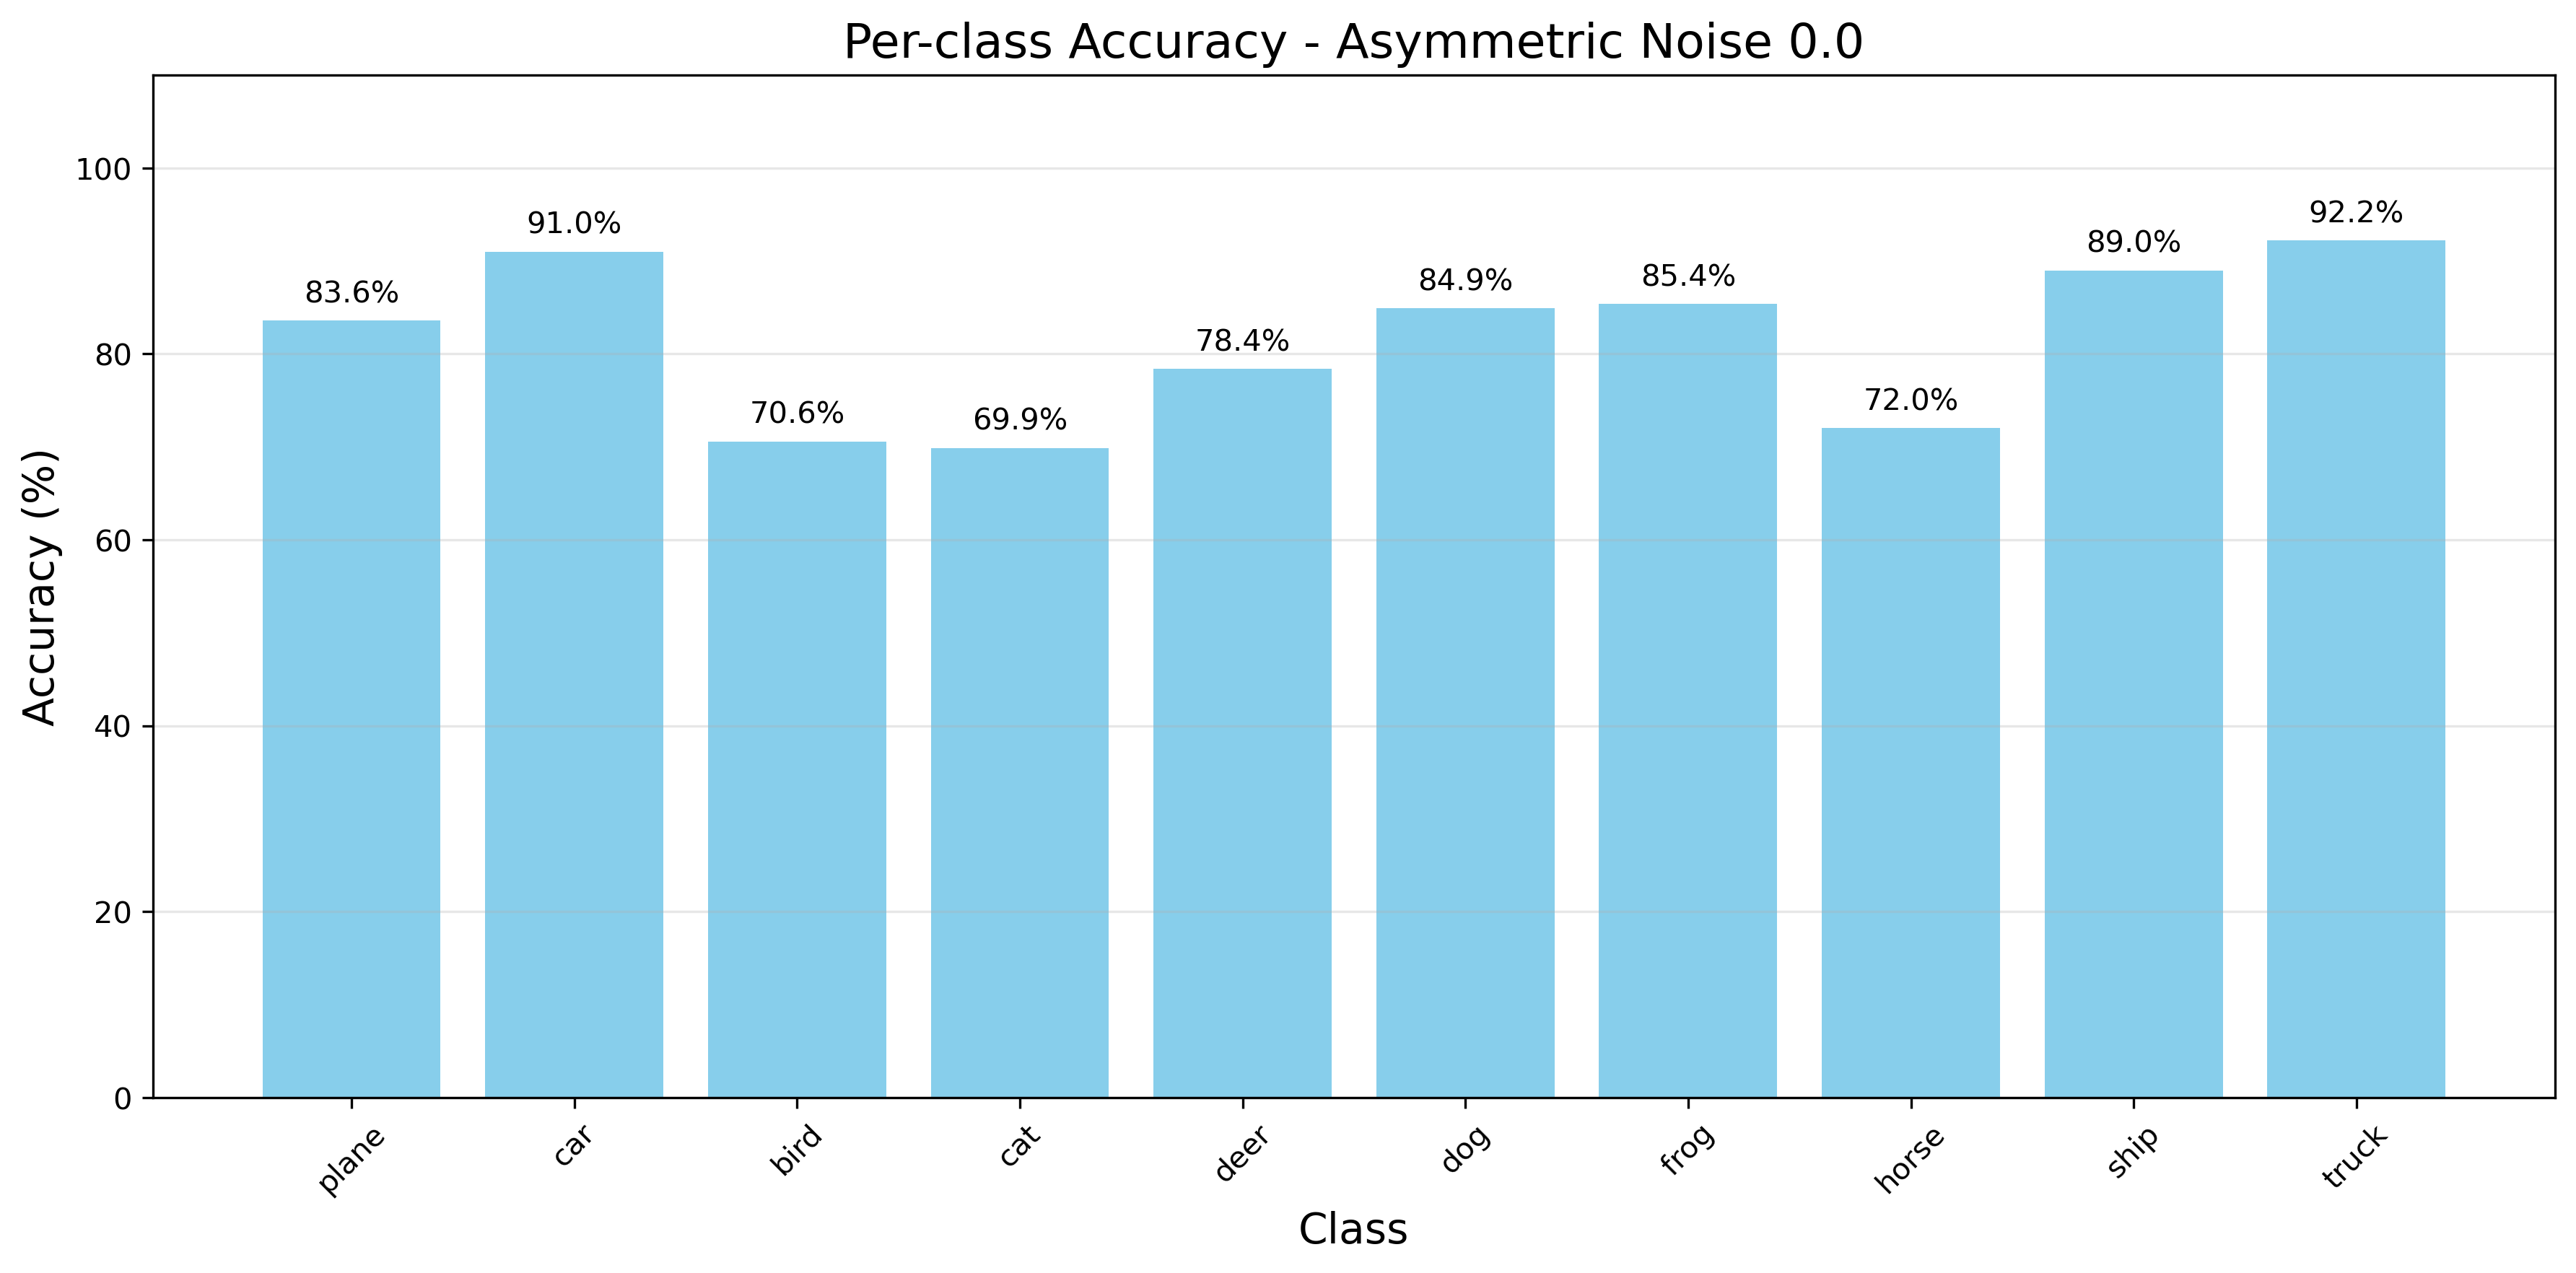 Per-class Accuracy - Asymmetric Noise 0.0
Accuracy (%)
100
80
60
40
20
0
83.6%
91.0%
70.6%
69.9%
78.4%
84.9%
85.4%
72.0%
89.0%
92.2%
plane
car
bird
cat
deer
dog
frog
horse
ship
truck
Class